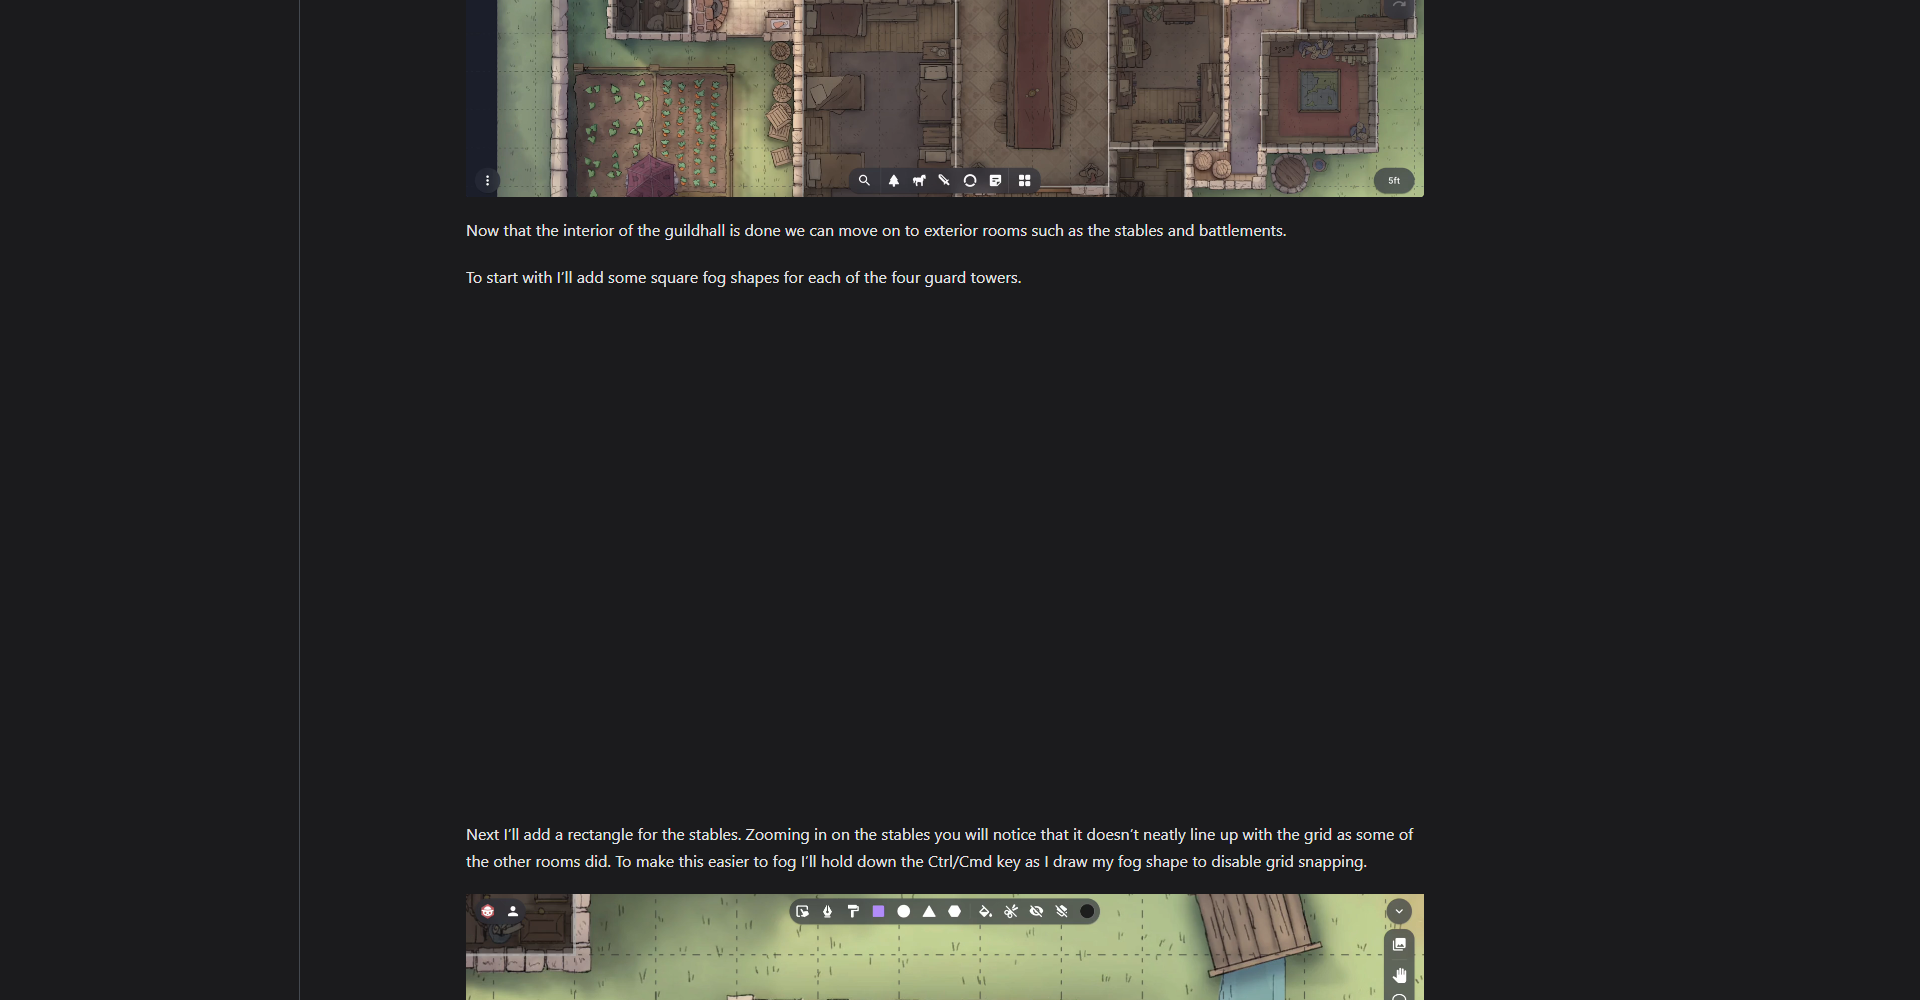 5ft
Now that the interior of the guildhall is done we can move on to exterior rooms such as the stables and battlements.
To start with I’ll add some square fog shapes for each of the four guard towers.
Next I’ll add a rectangle for the stables. Zooming in on the stables you will notice that it doesn’t neatly line up with the grid as some of
the other rooms did. To make this easier to fog I’ll hold down the Ctrl/Cmd key as I draw my fog shape to disable grid snapping.